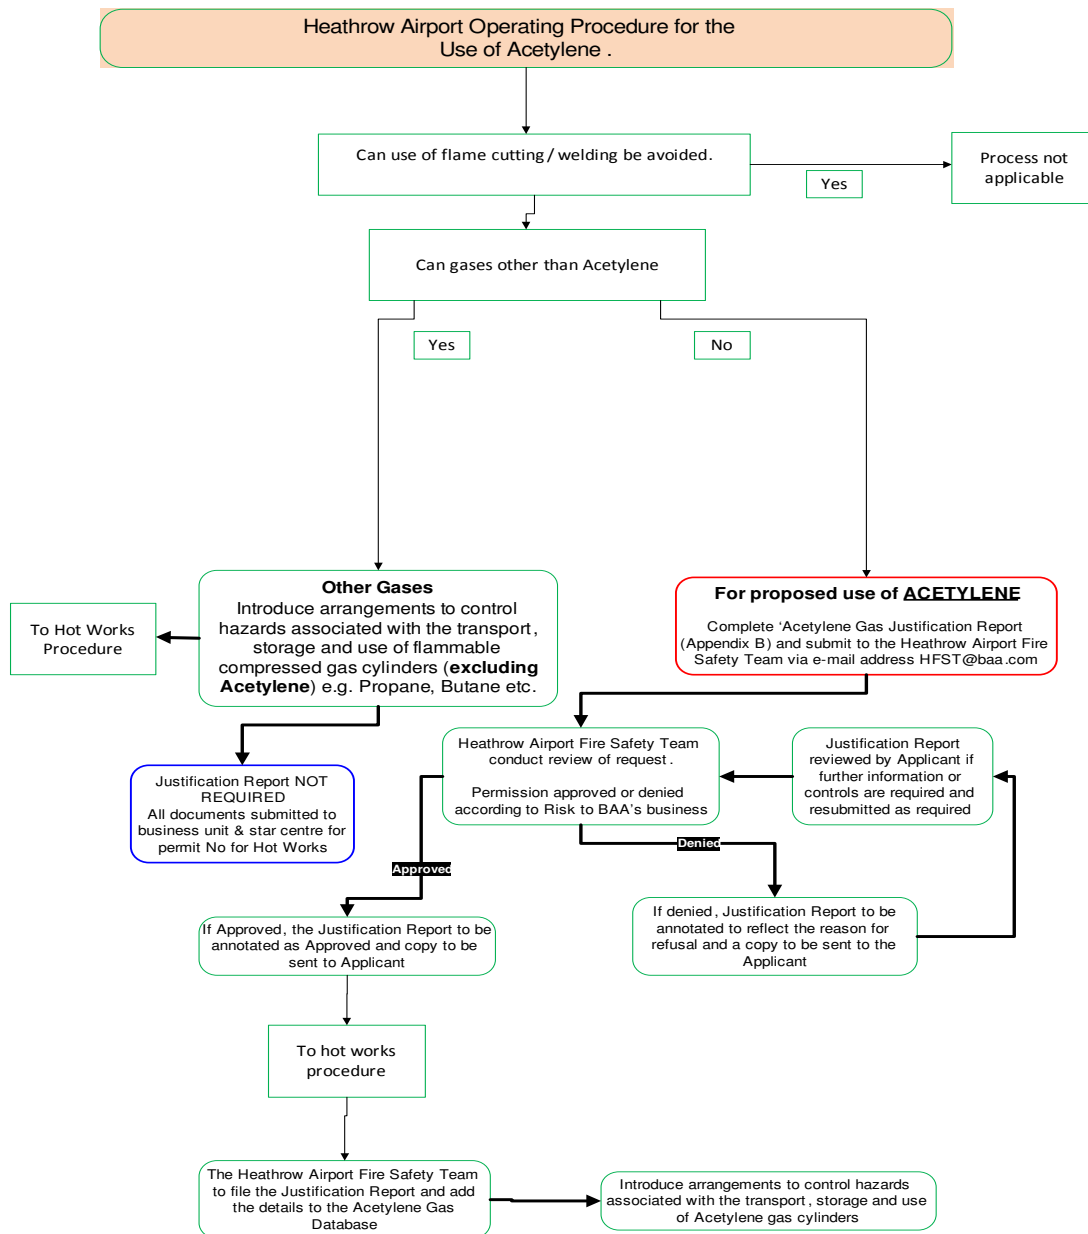 Heathrow Airport Operating Procedure for the
Use of Acetylene .
Can use of flame cutting / welding be avoided.
Yes
Process not
applicable
Can gases other than Acetylene
Yes
No
To Hot Works
Procedure
Other Gases
Introduce arrangements to control
hazards associated with the transport,
storage and use of flammable
compressed gas cylinders (excluding
Acetylene) e.g. Propane, Butane etc.
For proposed use of ACETYLENE
Complete ‘Acetylene Gas Justification Report
(Appendix B) and submit to the Heathrow Airport Fire
Safety Team via e-mail address HFST@baa.com
Justification Report NOT
REQUIRED
All documents submitted to
business unit & star centre for
permit No for Hot Works
Heathrow Airport Fire Safety Team
conduct review of request .
Permission approved or denied
according to Risk to BAA’s business
Justification Report
reviewed by Applicant if
further information or
controls are required and
resubmitted as required
Approved
Denied
If Approved, the Justification Report to be
annotated as Approved and copy to be
sent to Applicant
If denied, Justification Report to be
annotated to reflect the reason for
refusal and a copy to be sent to the
Applicant
To hot works
procedure
The Heathrow Airport Fire Safety Team
to file the Justification Report and add
the details to the Acetylene Gas
Database
Introduce arrangements to control hazards
associated with the transport, storage and use
of Acetylene gas cylinders